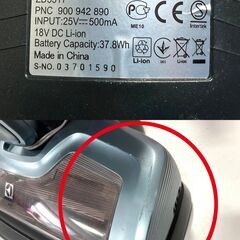 PNC 900 942 890
INPUT:25V⎓500mA
18V DC Li-ion
Battery Capacity:37.8Wh
Made in China
S-NO. 03701590
ME10
Li-ion